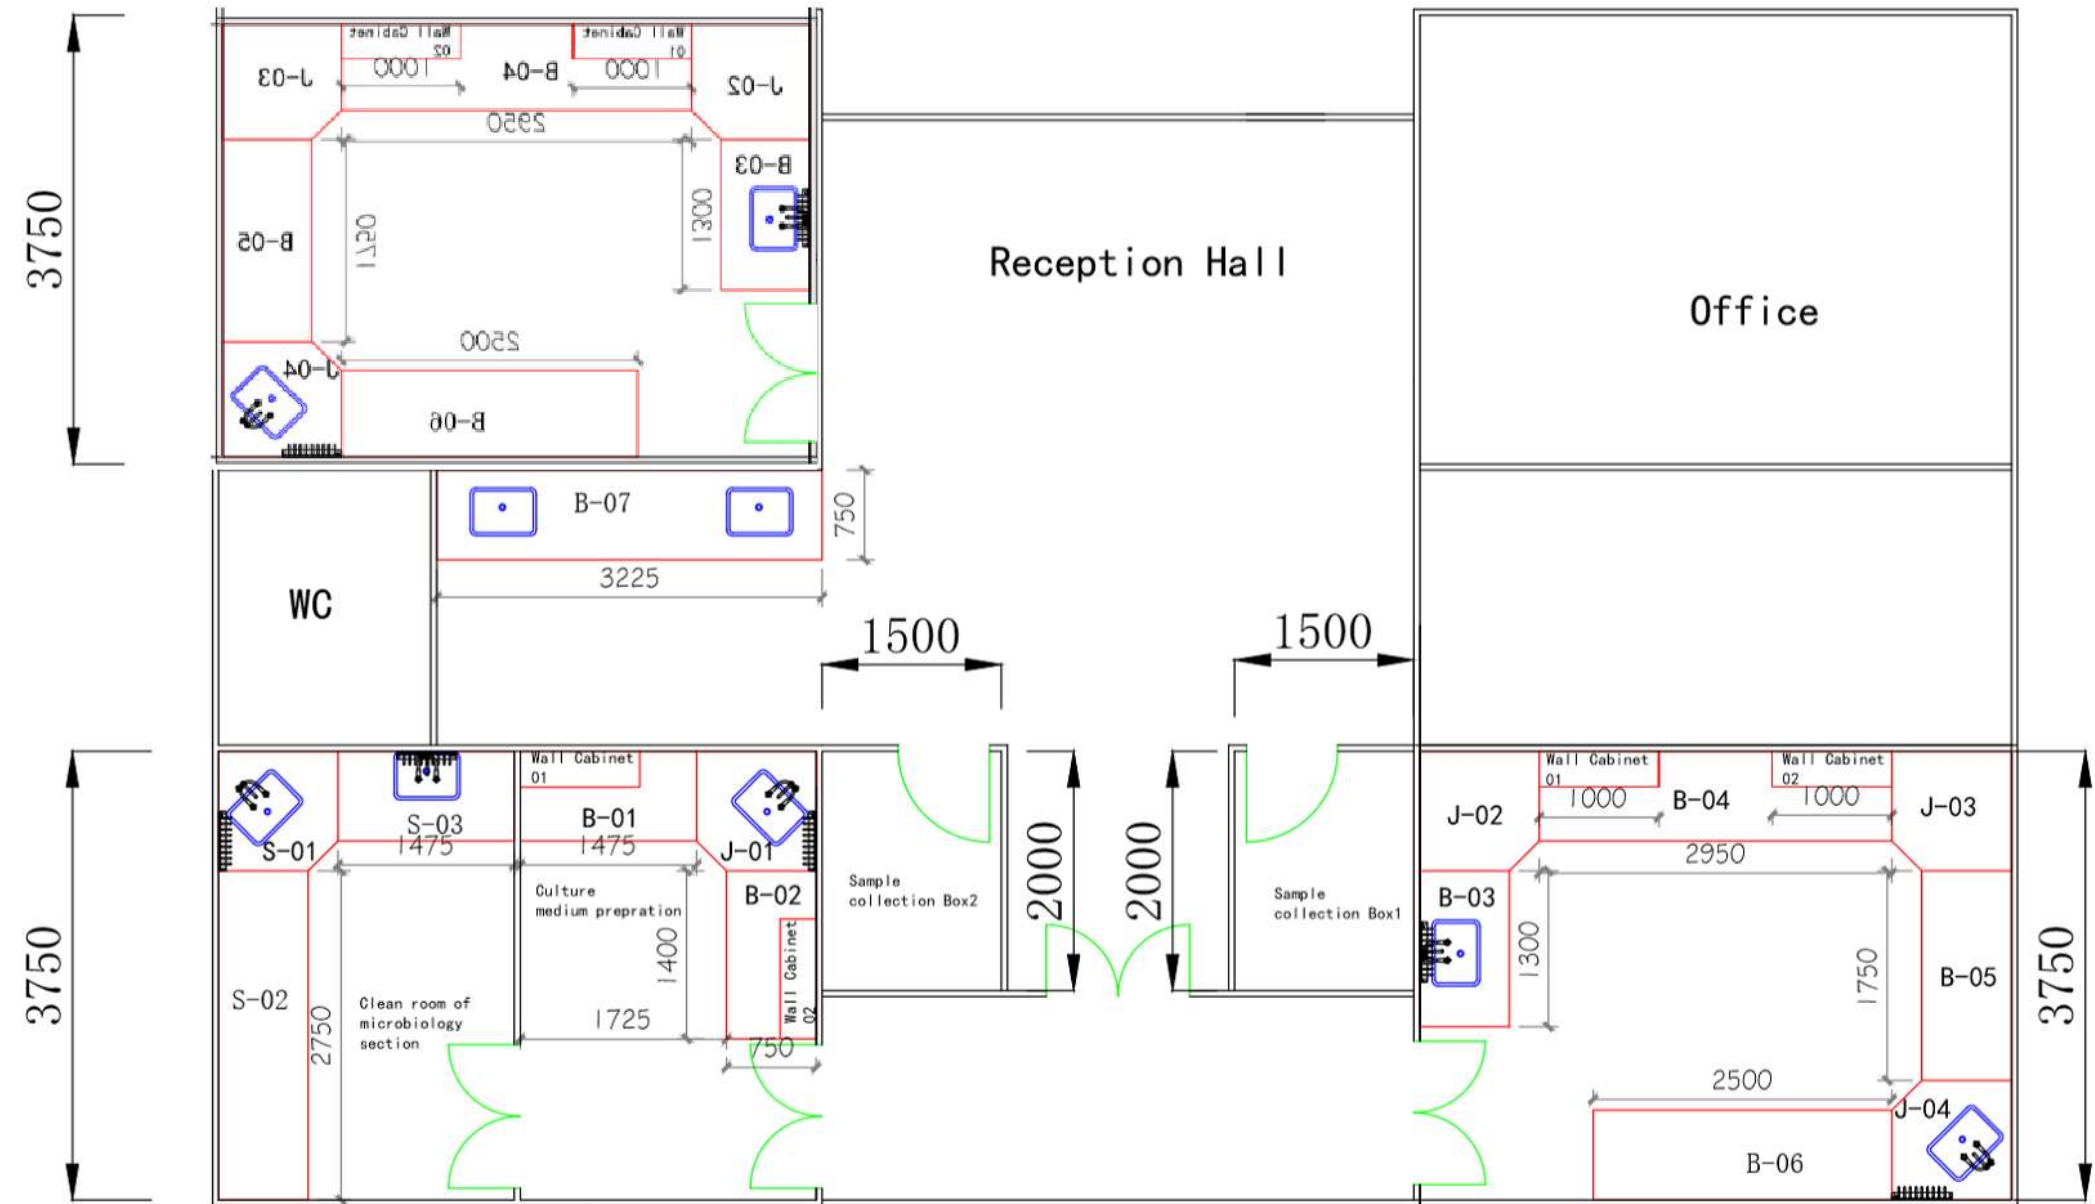 Wall Cabinet
02
Wall Cabinet
01
J-03
1000
B-04
1000
J-02
2950
B-03
3750
1300
1750
B-05
Reception Hall
Office
2500
J-04
B-06
B-07
750
3225
WC
1500
1500
Wall Cabinet
01
S-03
B-01
S-01
1475
1475
J-01
2000
2000
Wall Cabinet
01
Wall Cabinet
02
1000
B-04
1000
J-02
J-03
2950
Culture
medium prepration
B-02
Sample
collection Box2
Sample
collection Box1
B-03
3750
S-02
Clean room of
microbiology
section
2750
1400
1725
Wall Cabinet
02
750
1300
1750
B-05
3750
2500
J-04
B-06